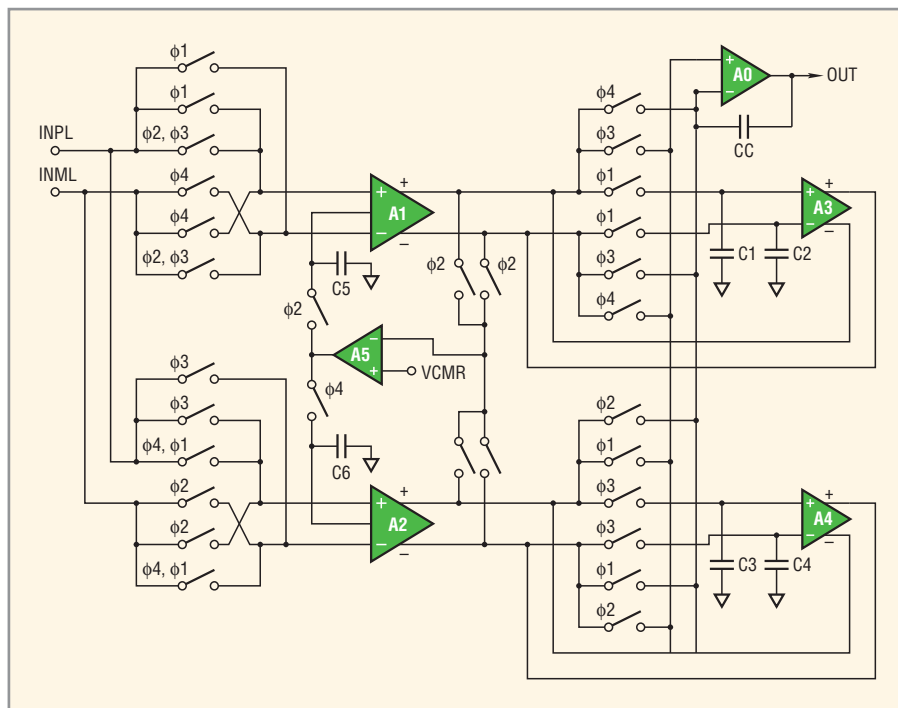 ϕ1
ϕ1
ϕ2, ϕ3
ϕ4
ϕ4
ϕ2, ϕ3
INPL
INML
+
−
A1
+
−
C5
ϕ2
ϕ2
ϕ2
A5
−
+
VCMR
ϕ4
C6
ϕ3
ϕ3
ϕ4, ϕ1
ϕ2
ϕ2
ϕ4, ϕ1
+
−
A2
+
−
ϕ4
ϕ3
ϕ1
ϕ1
ϕ3
ϕ4
+
−
A0
OUT
CC
+
−
A3
+
−
C1
C2
ϕ2
ϕ1
ϕ3
ϕ3
ϕ1
ϕ2
+
−
A4
+
−
C3
C4